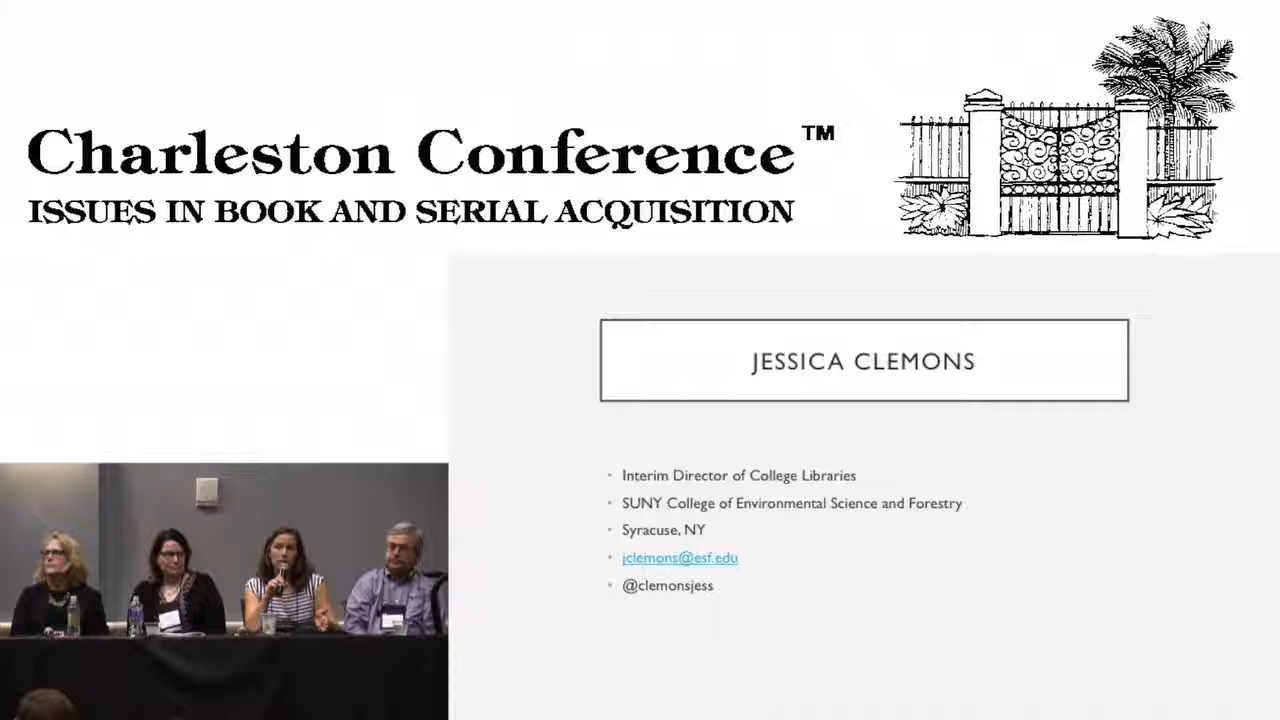 Charleston Conference™
ISSUES IN BOOK AND SERIAL ACQUISITION
JESSICA CLEMONS
• Interim Director of College Libraries
• SUNY College of Environmental Science and Forestry
• Syracuse, NY
• jclemons@esf.edu
• @clemonsjess